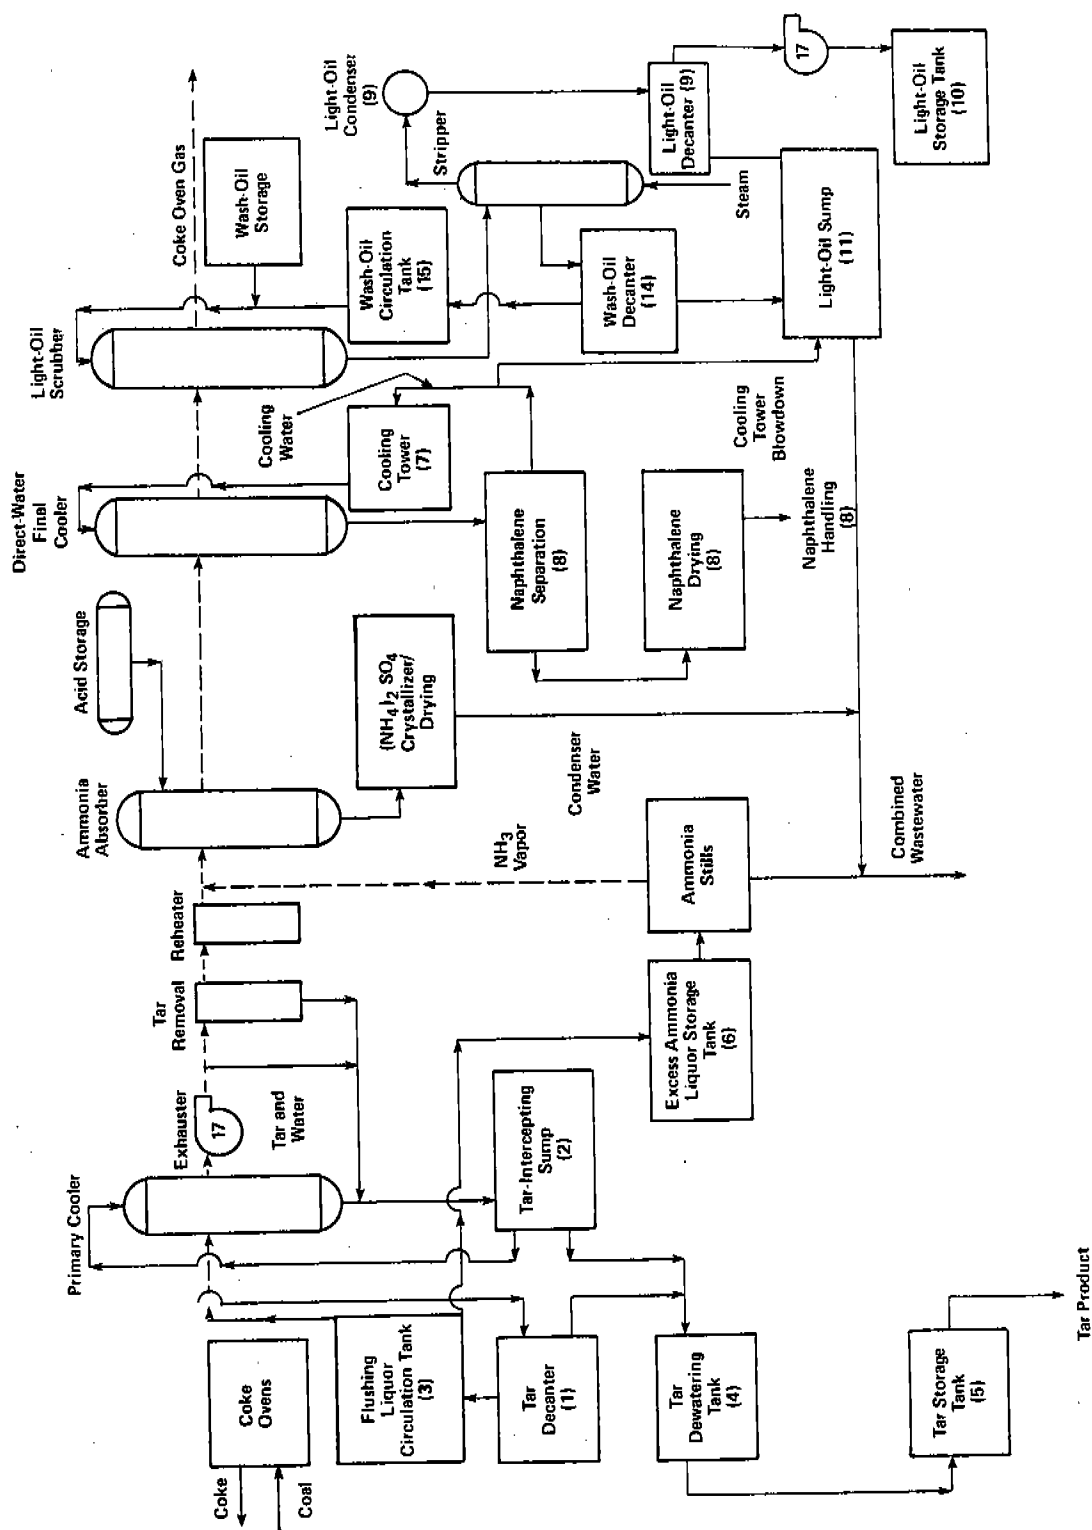 Coke
Coal
Coke
Ovens
Flushing
Liquor
Circulation Tank
(3)
Tar
Decanter
(1)
Tar
Dewatering
Tank
(4)
Tar Storage
Tank
(5)
Tar Product
Primary Cooler
Exhauster
17
Tar and
Water
Tar-Intercepting
Sump
(2)
Tar
Removal
Reheater
Excess Ammonia
Liquor Storage
Tank
(6)
Ammonia
Stills
NH3
Vapor
Combined
Wastewater
Ammonia
Absorber
Acid Storage
(NH4)2 SO4
Crystallizer/
Drying
Condenser
Water
Direct-Water
Final
Cooler
Cooling
Water
Cooling
Tower
(7)
Naphthalene
Separation
(8)
Naphthalene
Drying
(8)
Naphthalene
Handling
(8)
Cooling
Tower
Blowdown
Light-Oil
Scrubber
Coke Oven Gas
Wash-Oil
Storage
Wash-Oil
Circulation
Tank
(15)
Wash-Oil
Decanter
(14)
Light-Oil Sump
(11)
Stripper
Steam
Light-Oil
Condenser
(9)
Light-Oil
Decanter (9)
17
Light-Oil
Storage Tank
(10)